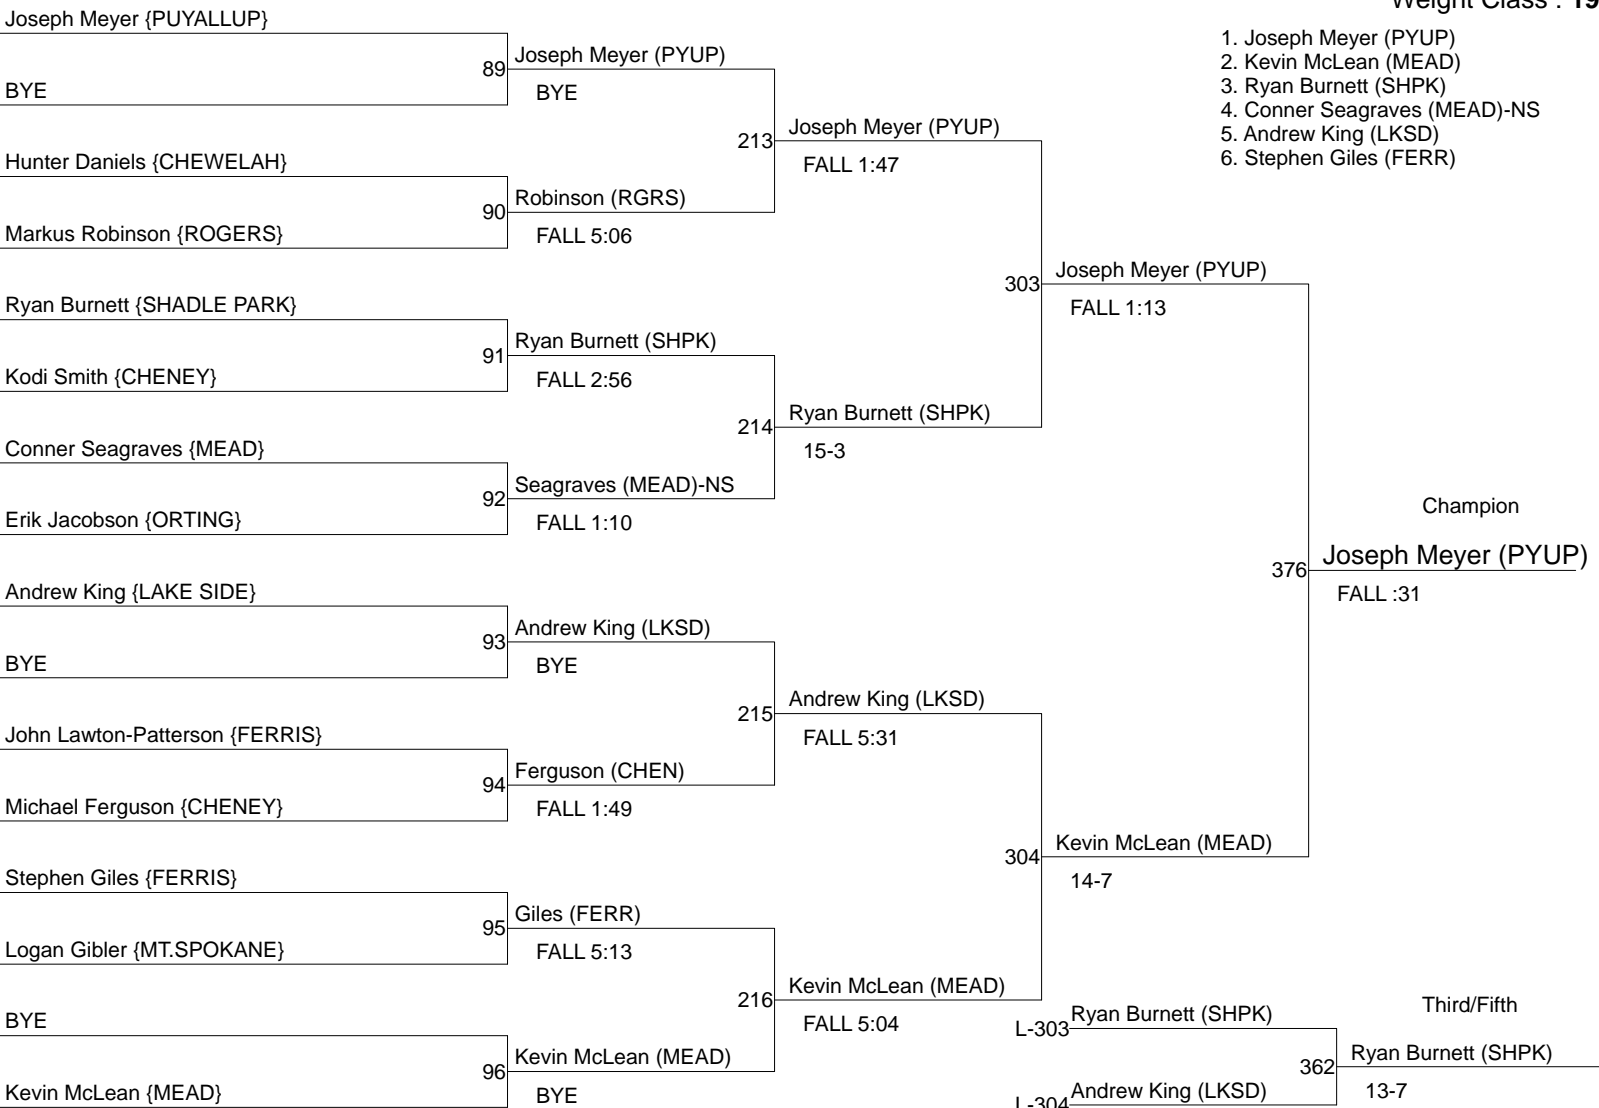 Weight Class : 19
1. Joseph Meyer (PYUP)
2. Kevin McLean (MEAD)
3. Ryan Burnett (SHPK)
4. Conner Seagraves (MEAD)-NS
5. Andrew King (LKSD)
6. Stephen Giles (FERR)
Joseph Meyer {PUYALLUP}
BYE
Hunter Daniels {CHEWELAH}
Markus Robinson {ROGERS}
Ryan Burnett {SHADLE PARK}
Kodi Smith {CHENEY}
Conner Seagraves {MEAD}
Erik Jacobson {ORTING}
Andrew King {LAKE SIDE}
BYE
John Lawton-Patterson {FERRIS}
Michael Ferguson {CHENEY}
Stephen Giles {FERRIS}
Logan Gibler {MT.SPOKANE}
BYE
Kevin McLean {MEAD}
89 Joseph Meyer (PYUP)
BYE
90 Robinson (RGRS)
FALL 5:06
91 Ryan Burnett (SHPK)
FALL 2:56
92 Seagraves (MEAD)-NS
FALL 1:10
93 Andrew King (LKSD)
BYE
94 Ferguson (CHEN)
FALL 1:49
95 Giles (FERR)
FALL 5:13
96 Kevin McLean (MEAD)
BYE
213 Joseph Meyer (PYUP)
FALL 1:47
214 Ryan Burnett (SHPK)
15-3
215 Andrew King (LKSD)
FALL 5:31
216 Kevin McLean (MEAD)
FALL 5:04
303 Joseph Meyer (PYUP)
FALL 1:13
304 Kevin McLean (MEAD)
14-7
Champion
376 Joseph Meyer (PYUP)
FALL :31
Third/Fifth
L-303 Ryan Burnett (SHPK)
L-304 Andrew King (LKSD)
362 Ryan Burnett (SHPK)
13-7